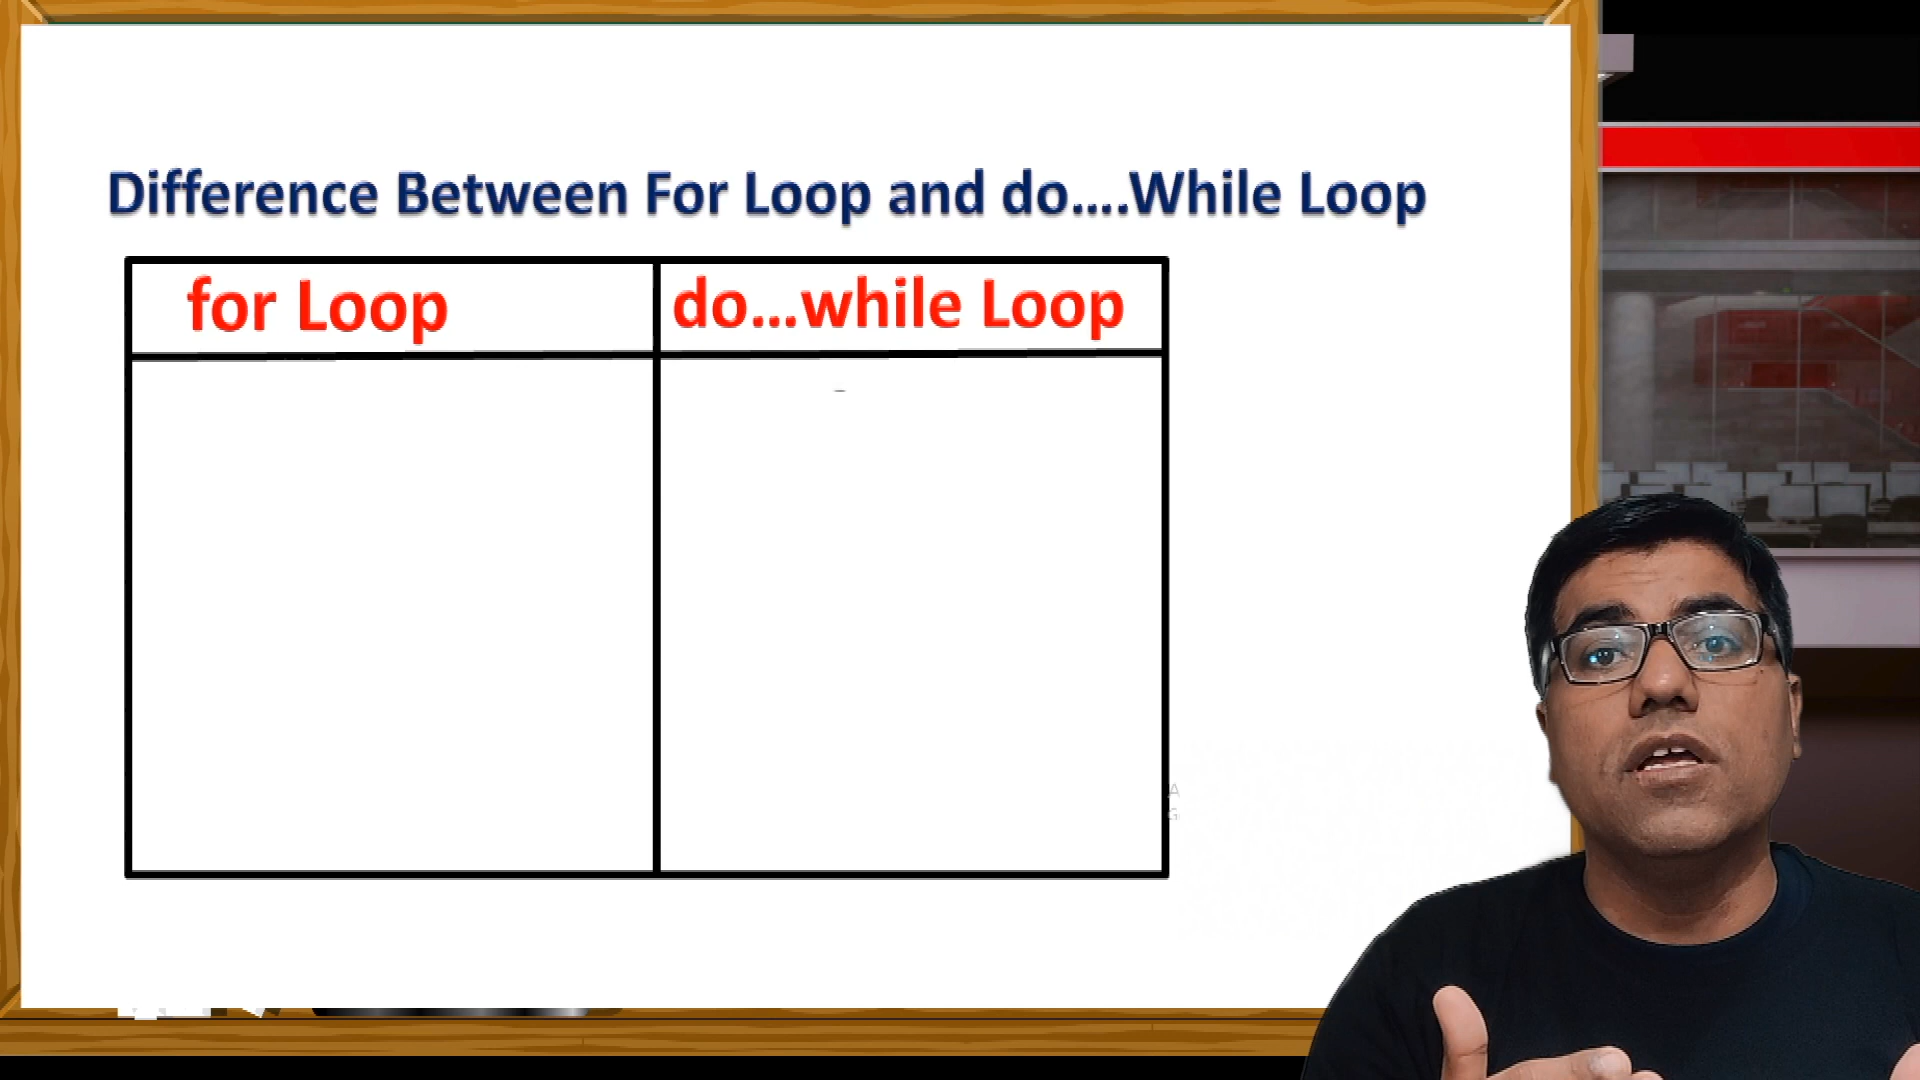 Difference Between For Loop and do....While Loop
for Loop
do...while Loop
A
G